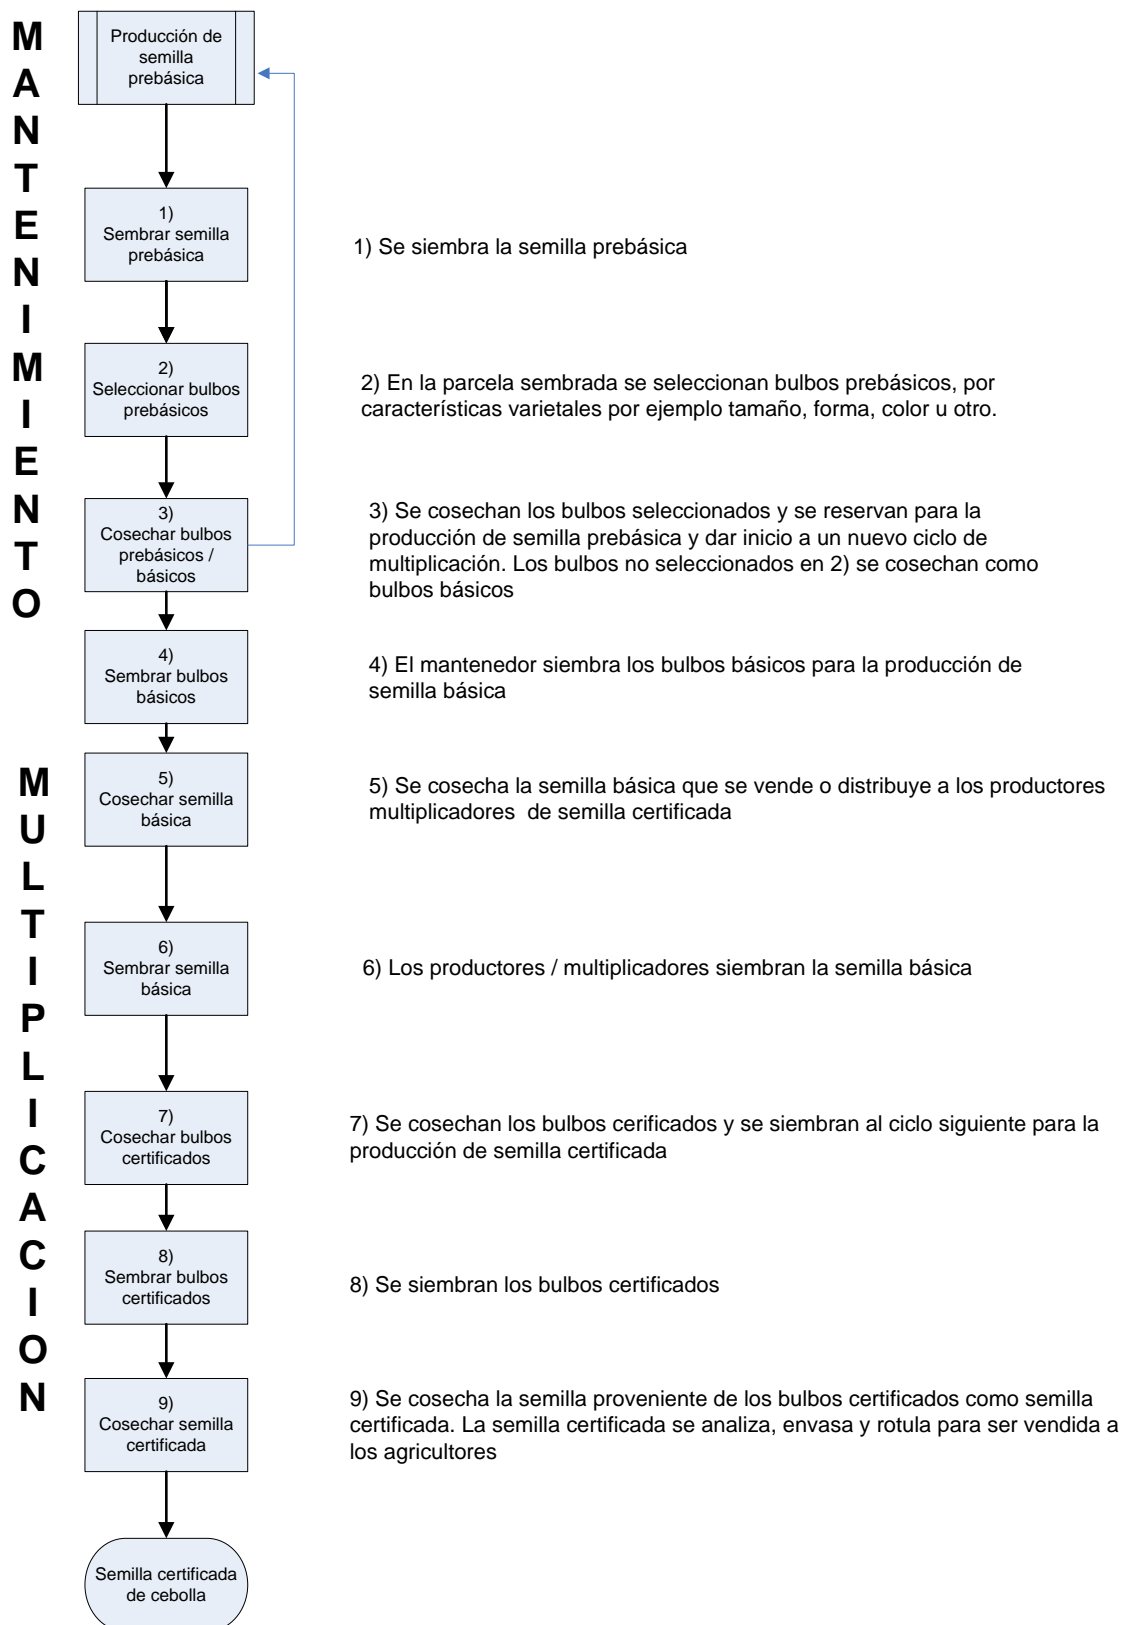 MANTENIMIENTO
Producción de
semilla
prebásica
1)
Sembrar semilla
prebásica
1) Se siembra la semilla prebásica
2)
Seleccionar bulbos
prebásicos
2) En la parcela sembrada se seleccionan bulbos prebásicos, por
características varietales por ejemplo tamaño, forma, color u otro.
3)
Cosechar bulbos
prebásicos /
básicos
3) Se cosechan los bulbos seleccionados y se reservan para la
producción de semilla prebásica y dar inicio a un nuevo ciclo de
multiplicación. Los bulbos no seleccionados en 2) se cosechan como
bulbos básicos
4)
Sembrar bulbos
básicos
4) El mantenedor siembra los bulbos básicos para la producción de
semilla básica
MULTIPLICACION
5)
Cosechar semilla
básica
5) Se cosecha la semilla básica que se vende o distribuye a los productores
multiplicadores  de semilla certificada
6)
Sembrar semilla
básica
6) Los productores / multiplicadores siembran la semilla básica
7)
Cosechar bulbos
certificados
7) Se cosechan los bulbos cerificados y se siembran al ciclo siguiente para la
producción de semilla certificada
8)
Sembrar bulbos
certificados
8) Se siembran los bulbos certificados
9)
Cosechar semilla
certificada
9) Se cosecha la semilla proveniente de los bulbos certificados como semilla
certificada. La semilla certificada se analiza, envasa y rotula para ser vendida a
los agricultores
Semilla certificada
de cebolla